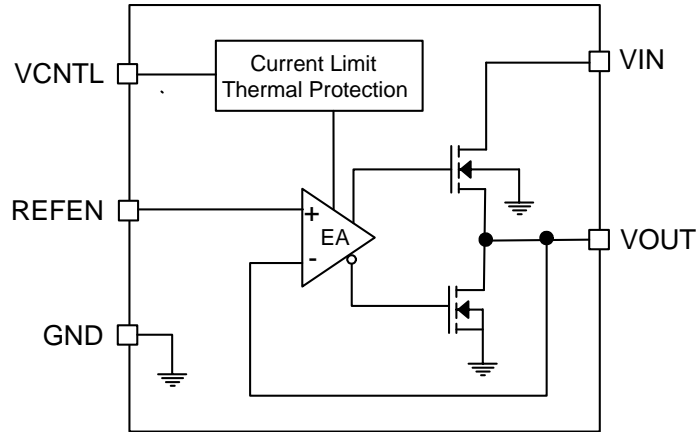 VCNTL
Current Limit
Thermal Protection
VIN
REFEN
+
EA
-
VOUT
GND